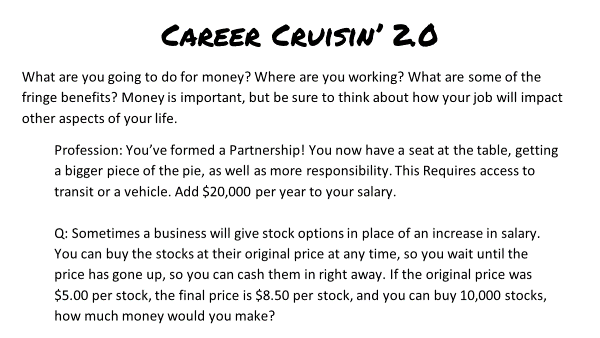 Career Cruisin’ 2.0
What are you going to do for money? Where are you working? What are some of the
fringe benefits? Money is important, but be sure to think about how your job will impact
other aspects of your life.
Profession: You’ve formed a Partnership! You now have a seat at the table, getting
a bigger piece of the pie, as well as more responsibility. This Requires access to
transit or a vehicle. Add $20,000 per year to your salary.
Q: Sometimes a business will give stock options in place of an increase in salary.
You can buy the stocks at their original price at any time, so you wait until the
price has gone up, so you can cash them in right away. If the original price was
$5.00 per stock, the final price is $8.50 per stock, and you can buy 10,000 stocks,
how much money would you make?